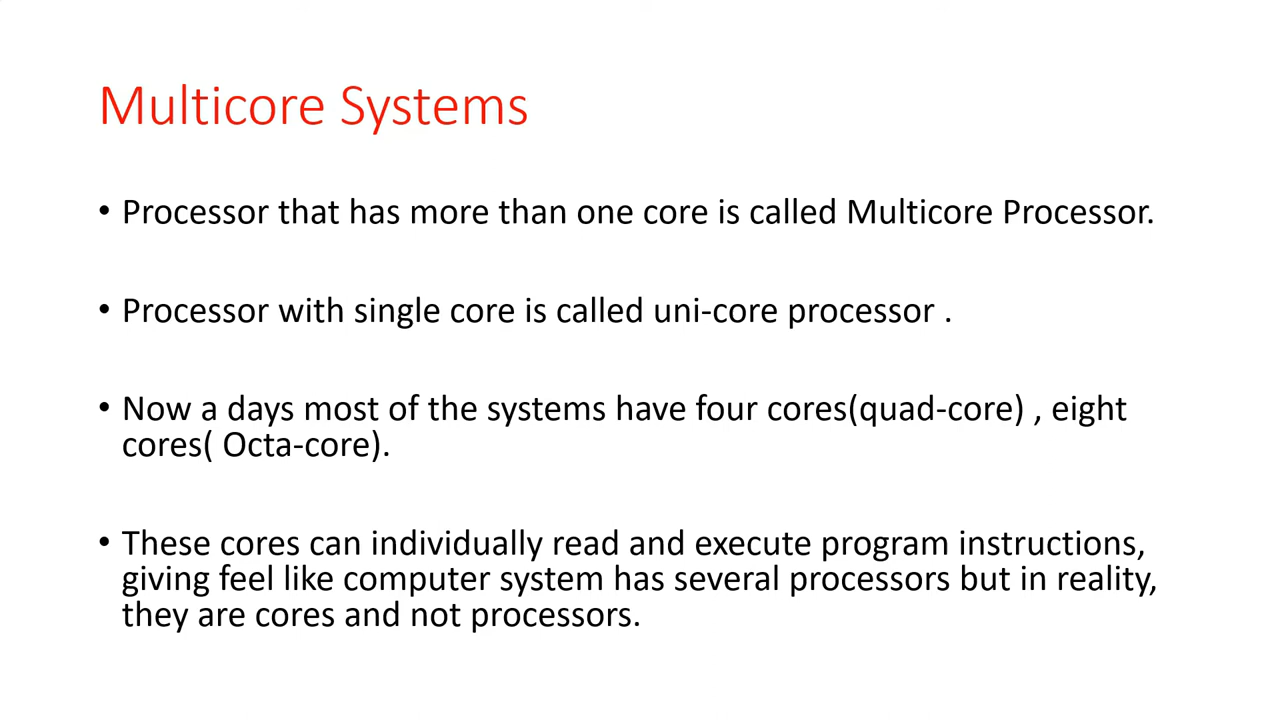 Multicore Systems
• Processor that has more than one core is called Multicore Processor.
• Processor with single core is called uni-core processor .
• Now a days most of the systems have four cores(quad-core) , eight
cores( Octa-core).
• These cores can individually read and execute program instructions,
giving feel like computer system has several processors but in reality,
they are cores and not processors.